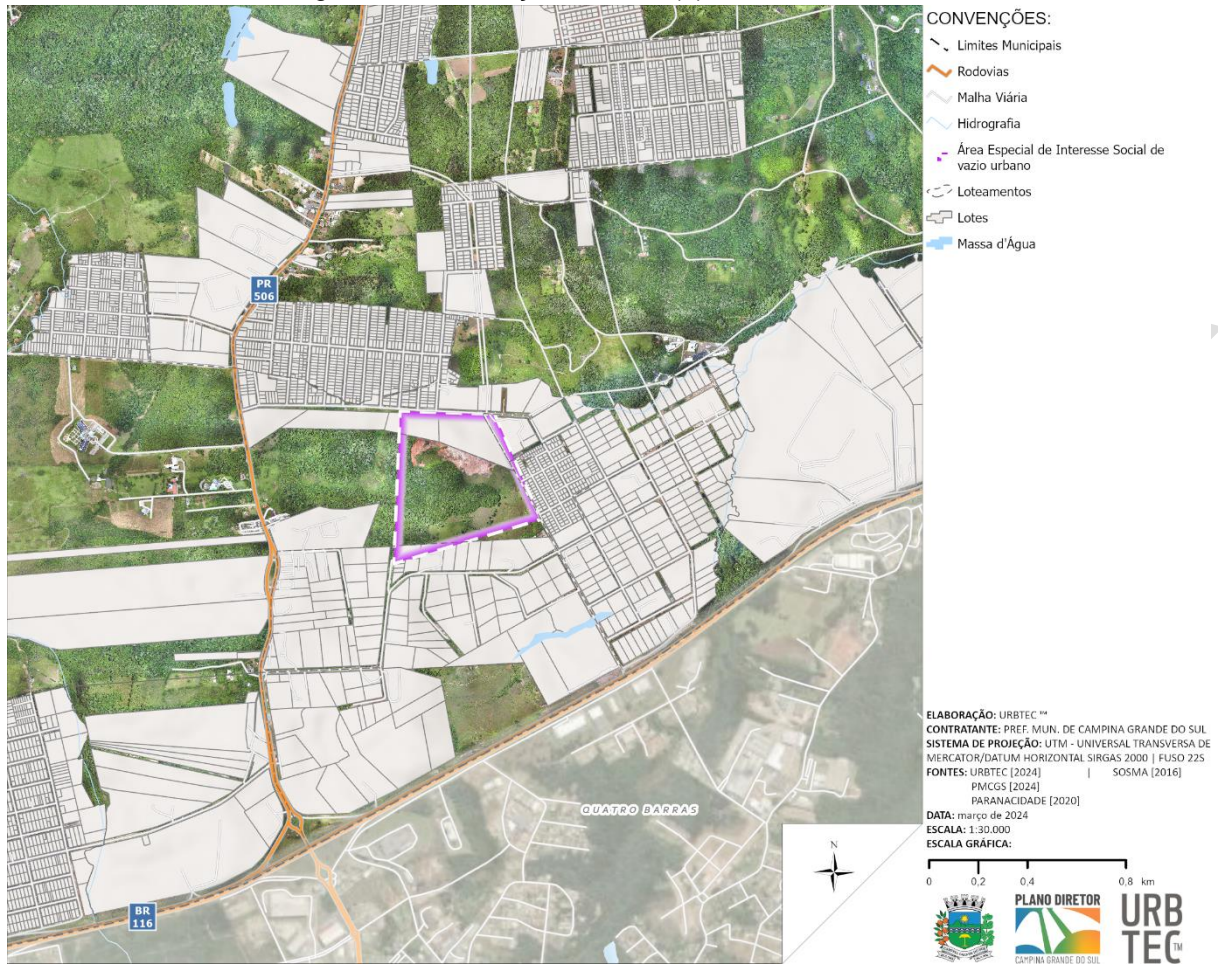 CONVENÇÕES:
Limites Municipais
Rodovias
Malha Viária
Hidrografia
Área Especial de Interesse Social de
vazio urbano
Loteamentos
Lotes
Massa d'Água
PR
506
QUATRO BARRAS
BR
116
N
ELABORAÇÃO: URBTEC ™
CONTRATANTE: PREF. MUN. DE CAMPINA GRANDE DO SUL
SISTEMA DE PROJEÇÃO: UTM - UNIVERSAL TRANSVERSA DE
MERCATOR/DATUM HORIZONTAL SIRGAS 2000 | FUSO 22S
FONTES: URBTEC [2024] | SOSMA [2016]
PMCGS [2024]
PARANACIDADE [2020]
DATA: março de 2024
ESCALA: 1:30.000
ESCALA GRÁFICA:
0 0,2 0,4 0,8 km
PLANO DIRETOR
CAMPINA GRANDE DO SUL
URB
TEC™